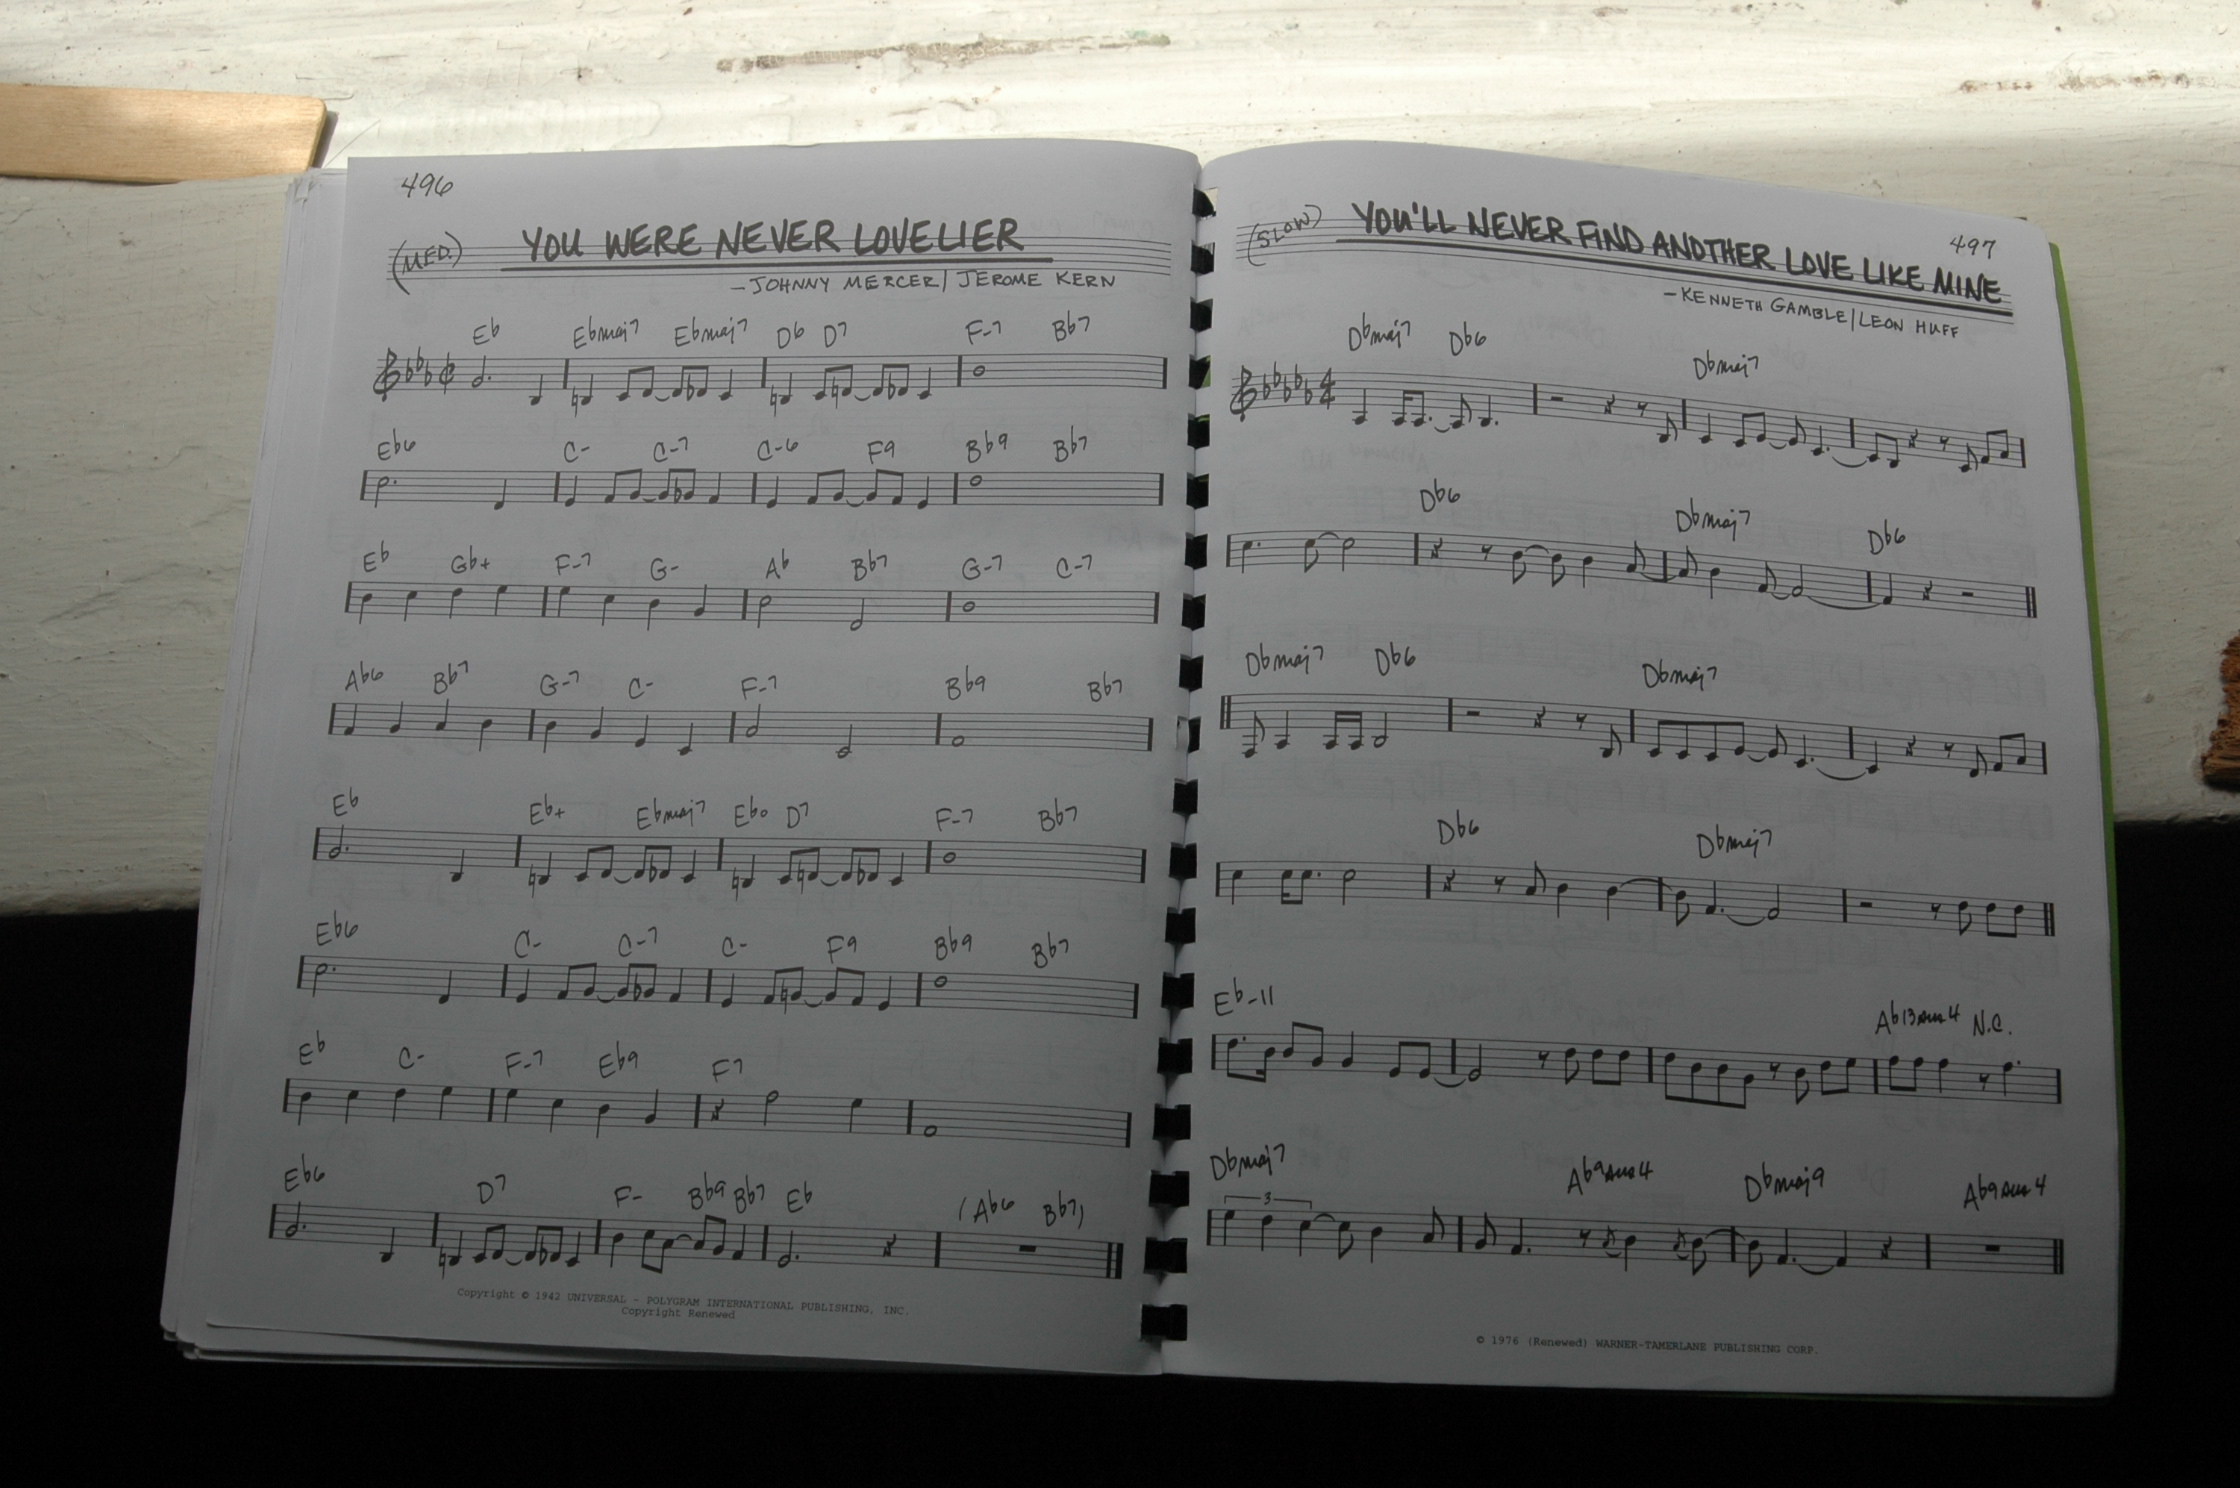 496
YOU WERE NEVER LOVELIER
(MED.)
—JOHNNY MERCER/JEROME KERN
Eb Ebmaj7 Ebmaj7 D6 D7 F-7 Bb7
Eb6 C- C-7 C-6 F9 Bb9 Bb7
Eb Gb+ F-7 G- Ab Bb7 G-7 C-7
Ab6 Bb7 G-7 C- F-7 Bb9 Bb7
Eb Eb+ Ebmaj7 Ebo D7 F-7 Bb7
Eb6 C- C-7 C- F9 Bb9 Bb7
Eb C- F-7 Eb9 F7
Eb6 D7 F- Bb9 Bb7 Eb (Ab6 Bb7)
Copyright © 1942 UNIVERSAL - POLYGRAM INTERNATIONAL PUBLISHING, INC.
Copyright Renewed
497
(SLOW)
YOU'LL NEVER FIND ANOTHER LOVE LIKE MINE
—KENNETH GAMBLE/LEON HUFF
Dbmaj7 Db6 Dbmaj7
4
4
Db6 Dbmaj7 Db6
Dbmaj7 Db6 Dbmaj7
Db6 Dbmaj7
Eb-11 Ab13sus4 N.C.
Dbmaj7 Ab9sus4 Dbmaj9 Ab9sus4
3
© 1976 (Renewed) WARNER-TAMERLANE PUBLISHING CORP.